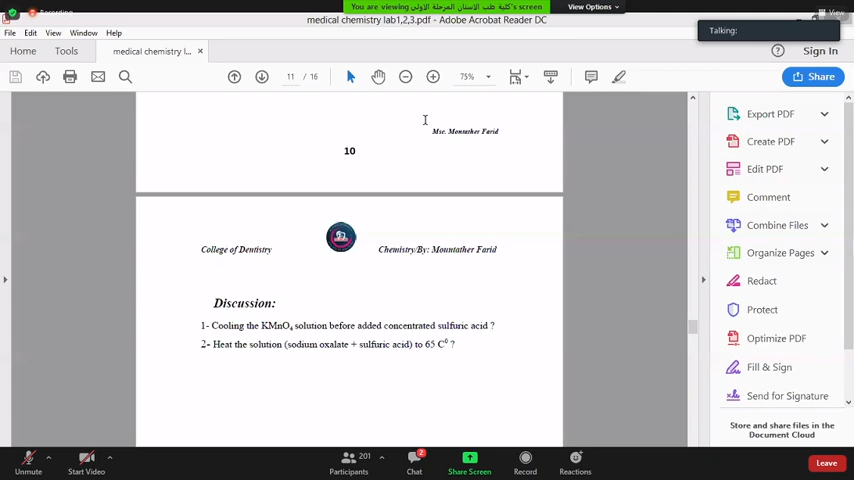 Recording
You are viewing كلية طب الاسنان المرحلة الاولى's screen
View Options
View
medical chemistry lab1,2,3.pdf - Adobe Acrobat Reader DC
Talking:
File Edit View Window Help
Home Tools medical chemistry l... × Sign In
11 / 16 75% Share
Msc. Montather Farid
10
College of Dentistry Chemistry/By: Mountather Farid
Discussion:
1- Cooling the KMnO4 solution before added concentrated sulfuric acid ?
2- Heat the solution (sodium oxalate + sulfuric acid) to 65 C0 ?
Export PDF
Create PDF
Edit PDF
Comment
Combine Files
Organize Pages
Redact
Protect
Optimize PDF
Fill & Sign
Send for Signature
Store and share files in the
Document Cloud
201 2
Unmute Start Video Participants Chat Share Screen Record Reactions Leave